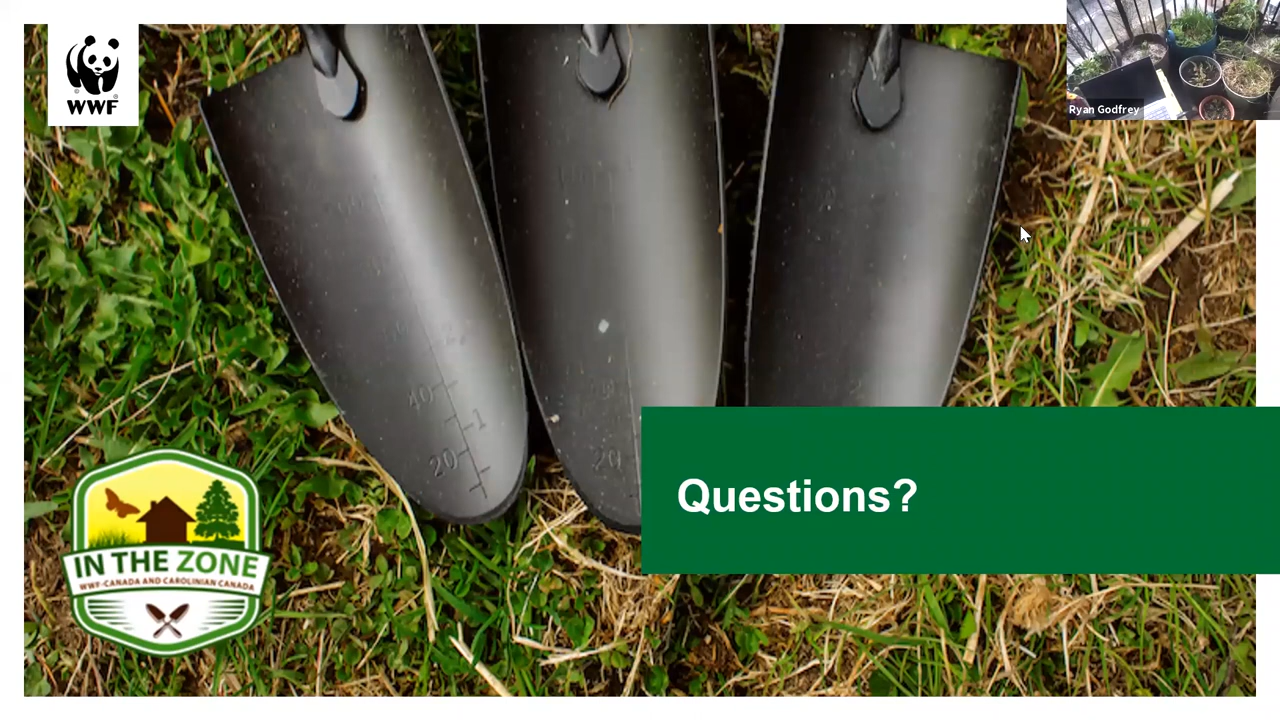 WWF
Ryan Godfrey
40
1
20
20
Questions?
IN THE ZONE
WWF-CANADA AND CAROLINIAN CANADA